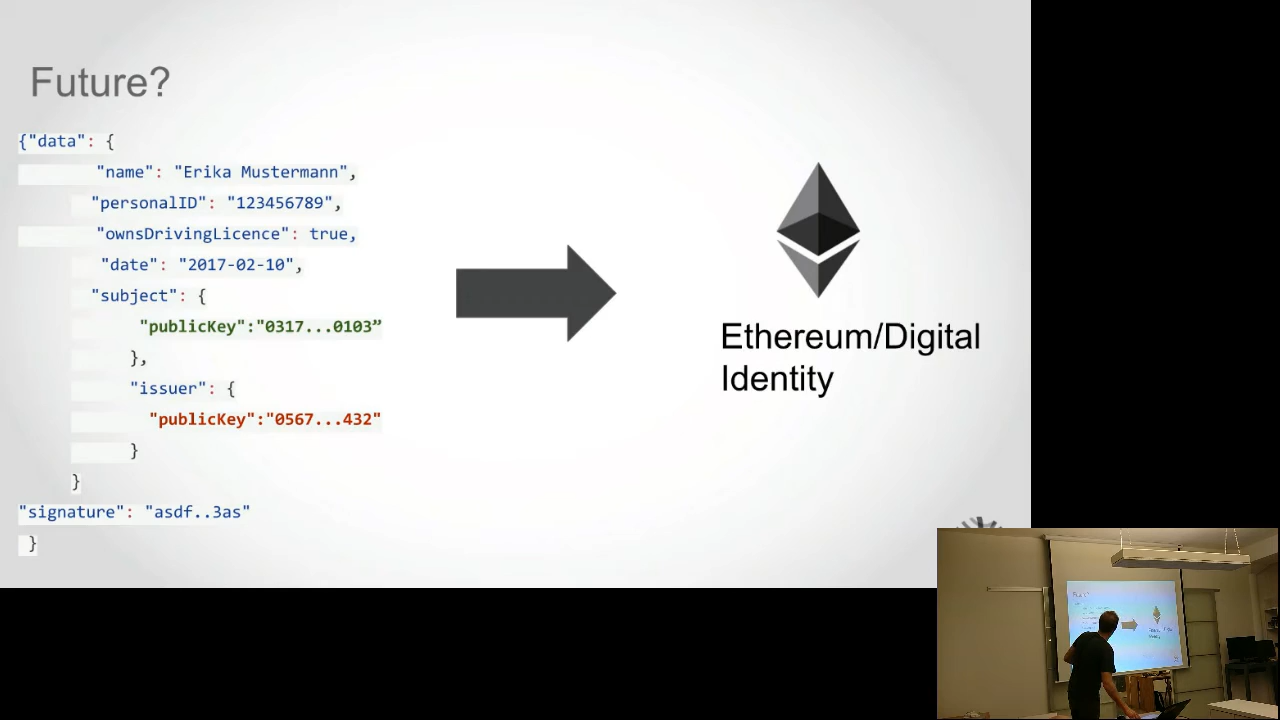 Future?
{"data": {
"name": "Erika Mustermann",
"personalID": "123456789",
"ownsDrivingLicence": true,
"date": "2017-02-10",
"subject": {
"publicKey":"0317...0103”
},
"issuer": {
"publicKey":"0567...432"
}
}
"signature": "asdf..3as"
}
Ethereum/Digital
Identity